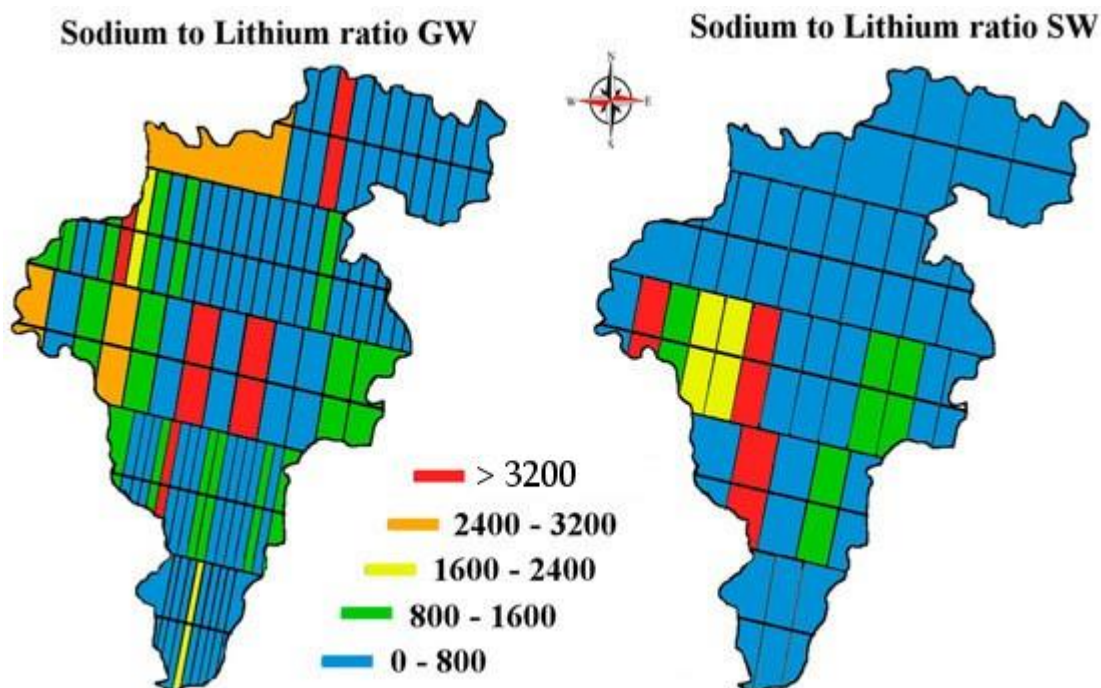 Sodium to Lithium ratio GW
Sodium to Lithium ratio SW
N
W
E
S
> 3200
2400 - 3200
1600 - 2400
800 - 1600
0 - 800